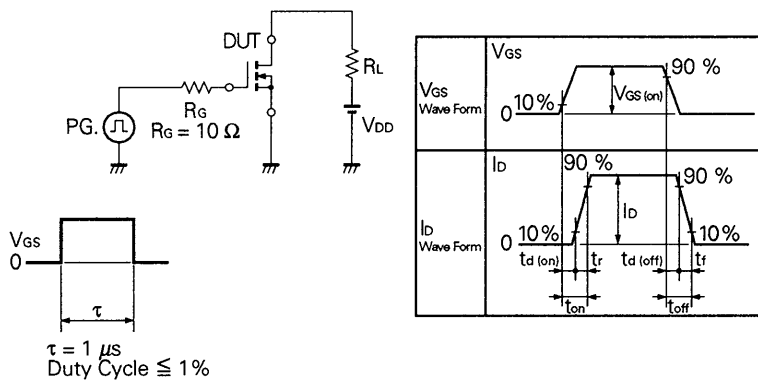 DUT
RL
RG
RG = 10 Ω
PG.
VDD
VGS
0
τ
τ = 1 μs
Duty Cycle ≦ 1%
VGS
Wave Form
VGS
10 %
0
VGS (on)
90 %
ID
Wave Form
ID
90 %
90 %
ID
0
10 %
10 %
td (on)
tr
td (off)
tf
ton
toff